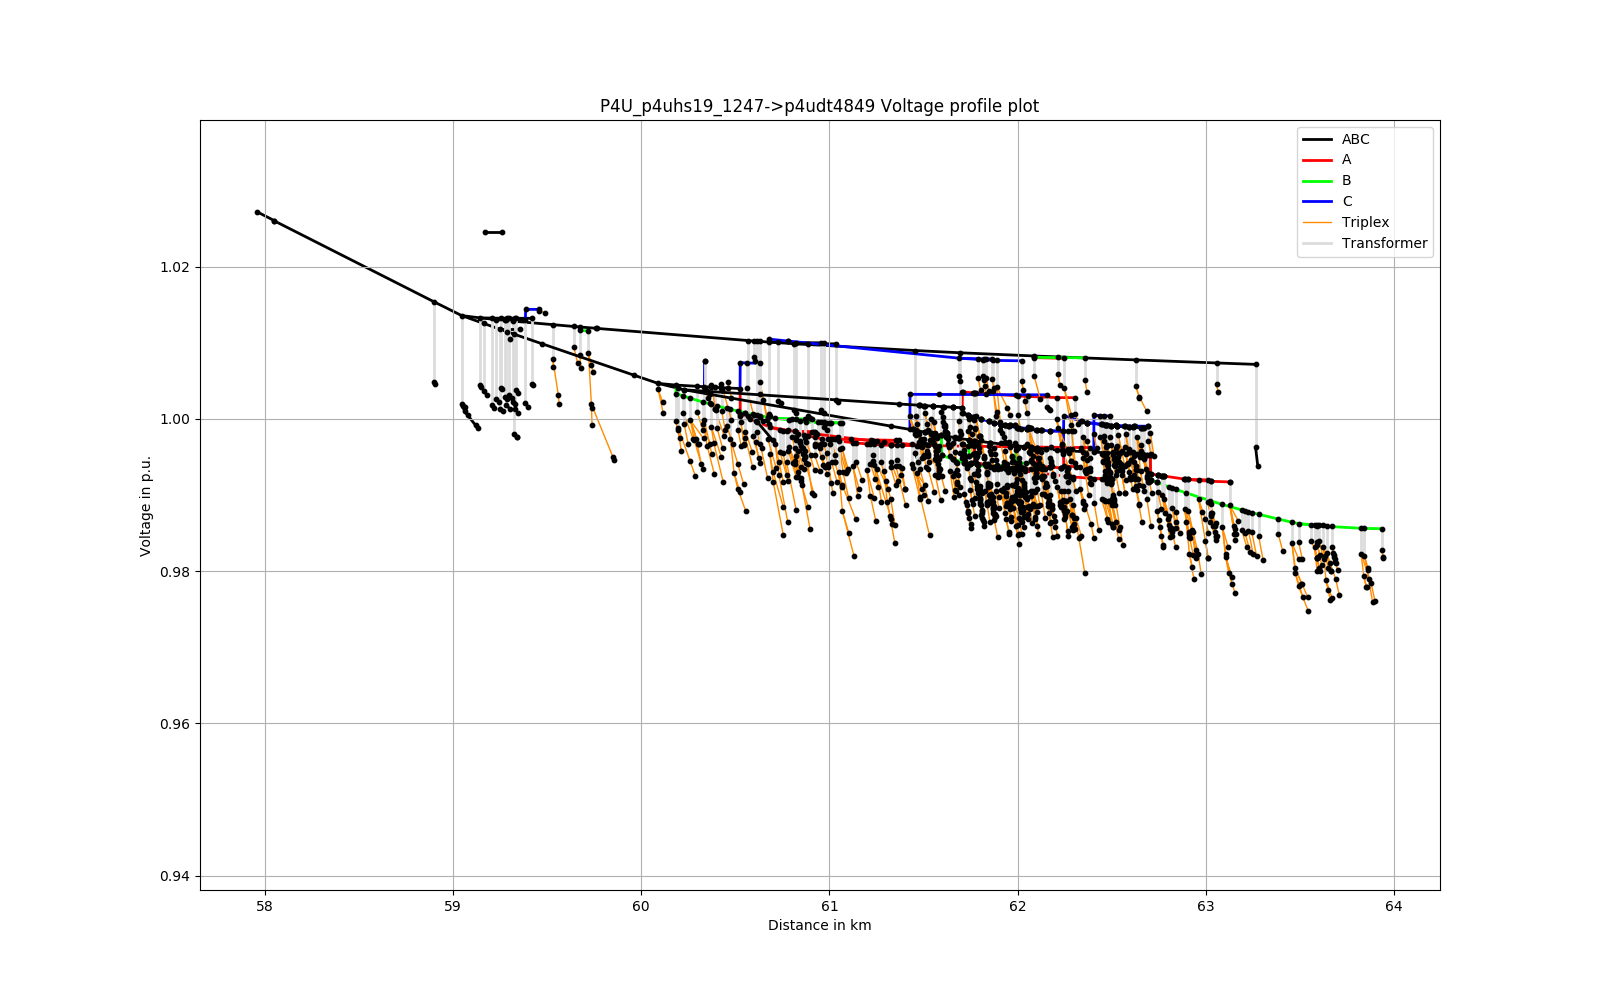 P4U_p4uhs19_1247->p4udt4849 Voltage profile plot
ABC
A
B
C
Triplex
Transformer
Voltage in p.u.
1.02
1.00
0.98
0.96
0.94
58 59 60 61 62 63 64
Distance in km